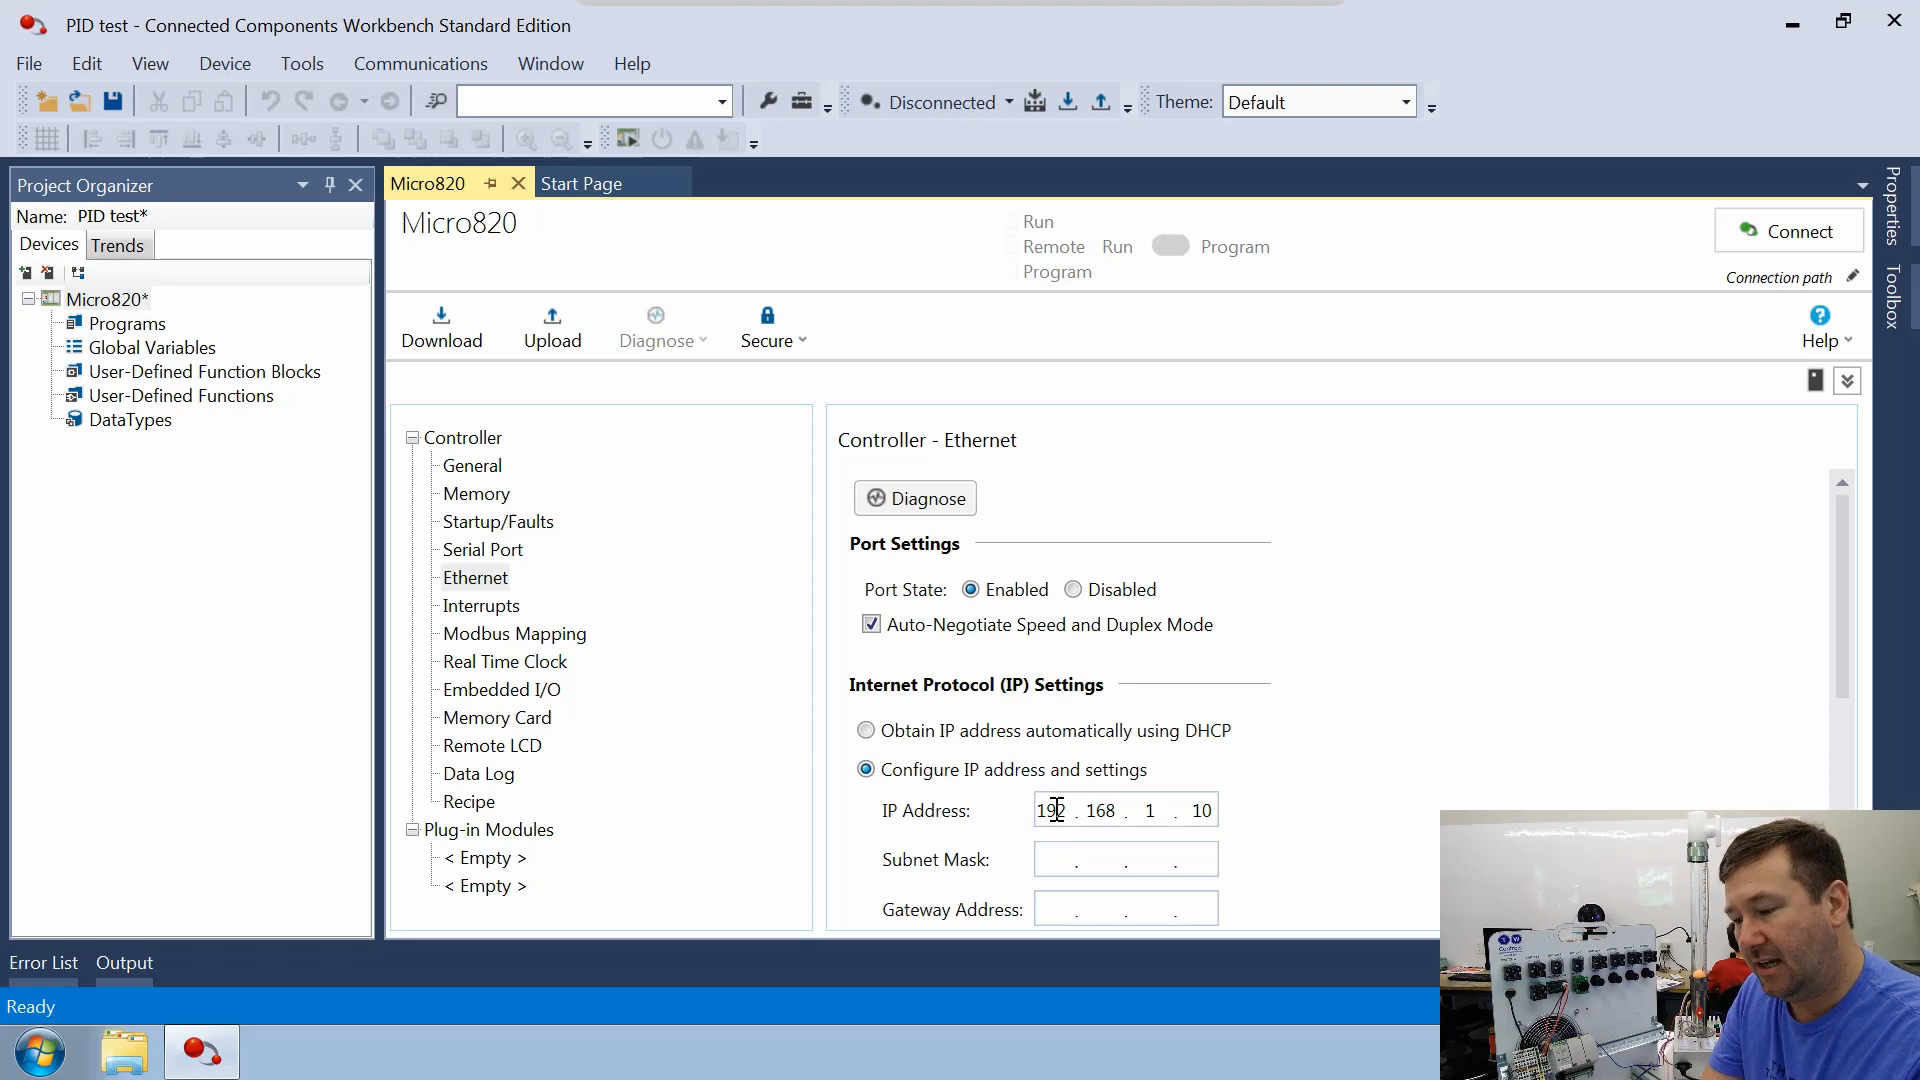 PID test - Connected Components Workbench Standard Edition
File Edit View Device Tools Communications Window Help
Disconnected Theme: Default
Project Organizer
Name: PID test*
Devices Trends
Micro820*
Programs
Global Variables
User-Defined Function Blocks
User-Defined Functions
DataTypes
Micro820 Start Page
Micro820
Run
Remote Run Program
Program
Connect
Connection path
Download Upload Diagnose Secure Help
Controller
General
Memory
Startup/Faults
Serial Port
Ethernet
Interrupts
Modbus Mapping
Real Time Clock
Embedded I/O
Memory Card
Remote LCD
Data Log
Recipe
Plug-in Modules
< Empty >
< Empty >
Controller - Ethernet
Diagnose
Port Settings
Port State: Enabled Disabled
Auto-Negotiate Speed and Duplex Mode
Internet Protocol (IP) Settings
Obtain IP address automatically using DHCP
Configure IP address and settings
IP Address: 192 . 168 . 1 . 10
Subnet Mask: . . .
Gateway Address: . . .
Properties
Toolbox
Error List Output
Ready
T W
Controls